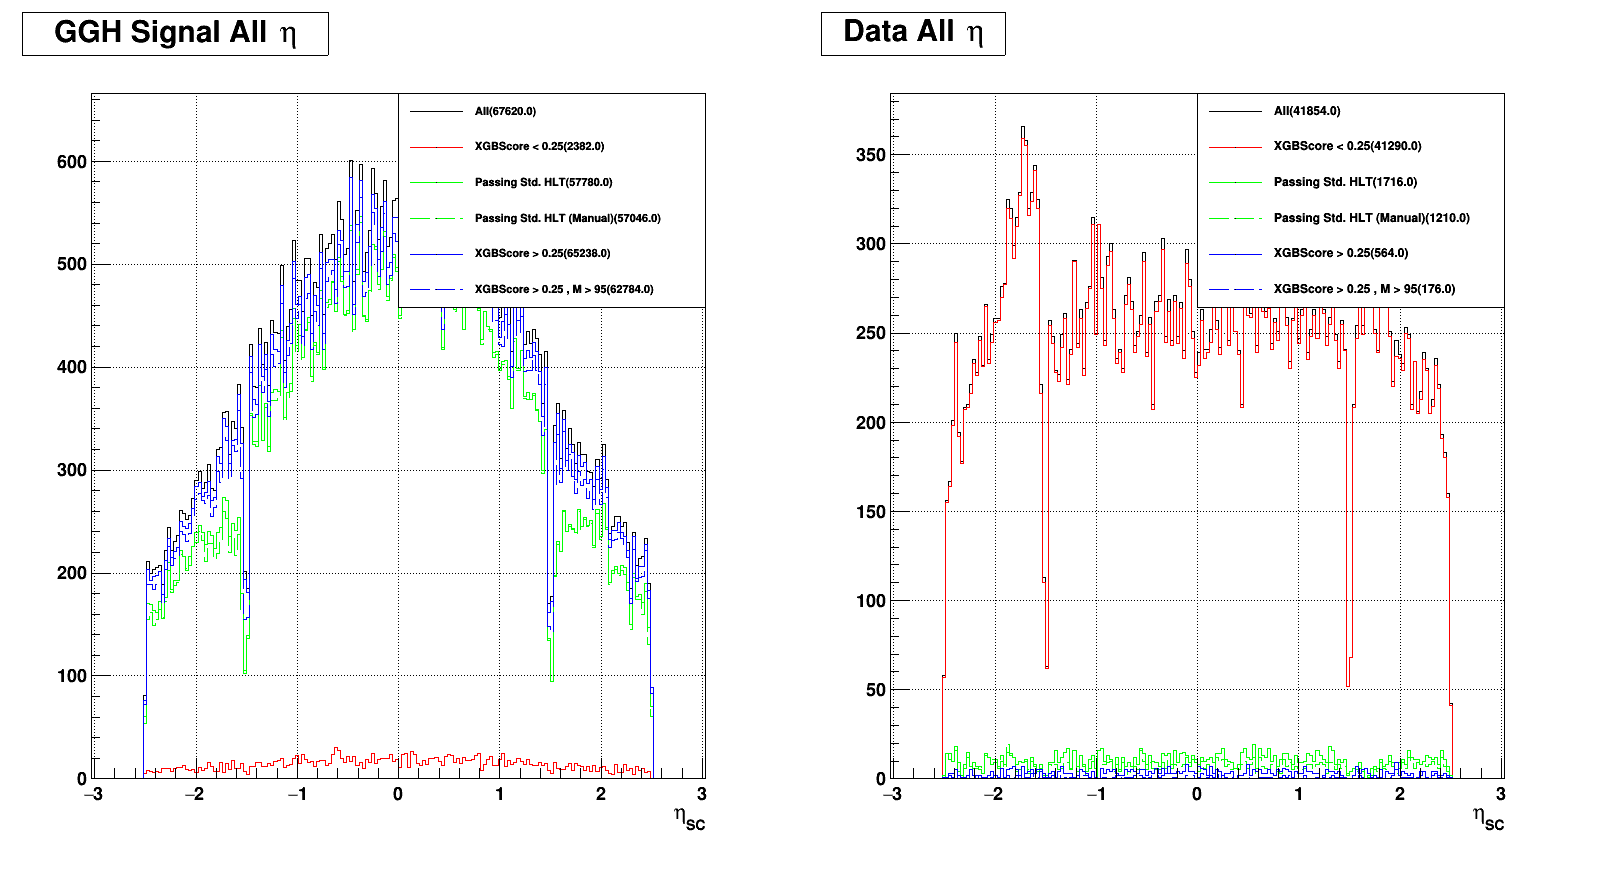 GGH Signal All η
All(67620.0)
XGBScore < 0.25(2382.0)
Passing Std. HLT(57780.0)
Passing Std. HLT (Manual)(57046.0)
XGBScore > 0.25(65238.0)
XGBScore > 0.25 , M > 95(62784.0)
600
500
400
300
200
100
0
−3 −2 −1 0 1 2 3
ηSC
Data All η
All(41854.0)
XGBScore < 0.25(41290.0)
Passing Std. HLT(1716.0)
Passing Std. HLT (Manual)(1210.0)
XGBScore > 0.25(564.0)
XGBScore > 0.25 , M > 95(176.0)
350
300
250
200
150
100
50
0
−3 −2 −1 0 1 2 3
ηSC